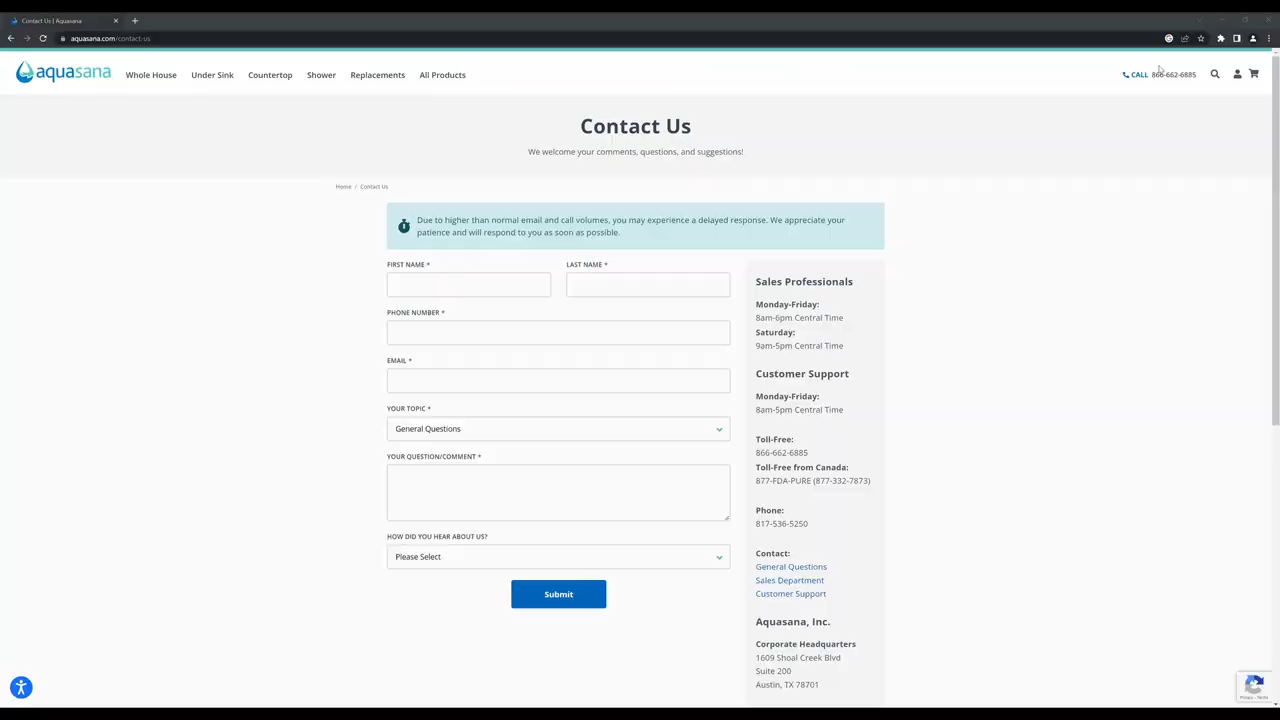 Contact Us | Aquasana
aquasana.com/contact-us
aquasana
Whole House
Under Sink
Countertop
Shower
Replacements
All Products
CALL 866-662-6885
Contact Us
We welcome your comments, questions, and suggestions!
Home / Contact Us
Due to higher than normal email and call volumes, you may experience a delayed response. We appreciate your
patience and will respond to you as soon as possible.
FIRST NAME *
LAST NAME *
PHONE NUMBER *
EMAIL *
YOUR TOPIC *
General Questions
YOUR QUESTION/COMMENT *
HOW DID YOU HEAR ABOUT US?
Please Select
Submit
Sales Professionals
Monday-Friday:
8am-6pm Central Time
Saturday:
9am-5pm Central Time
Customer Support
Monday-Friday:
8am-5pm Central Time
Toll-Free:
866-662-6885
Toll-Free from Canada:
877-FDA-PURE (877-332-7873)
Phone:
817-536-5250
Contact:
General Questions
Sales Department
Customer Support
Aquasana, Inc.
Corporate Headquarters
1609 Shoal Creek Blvd
Suite 200
Austin, TX 78701
Privacy - Terms